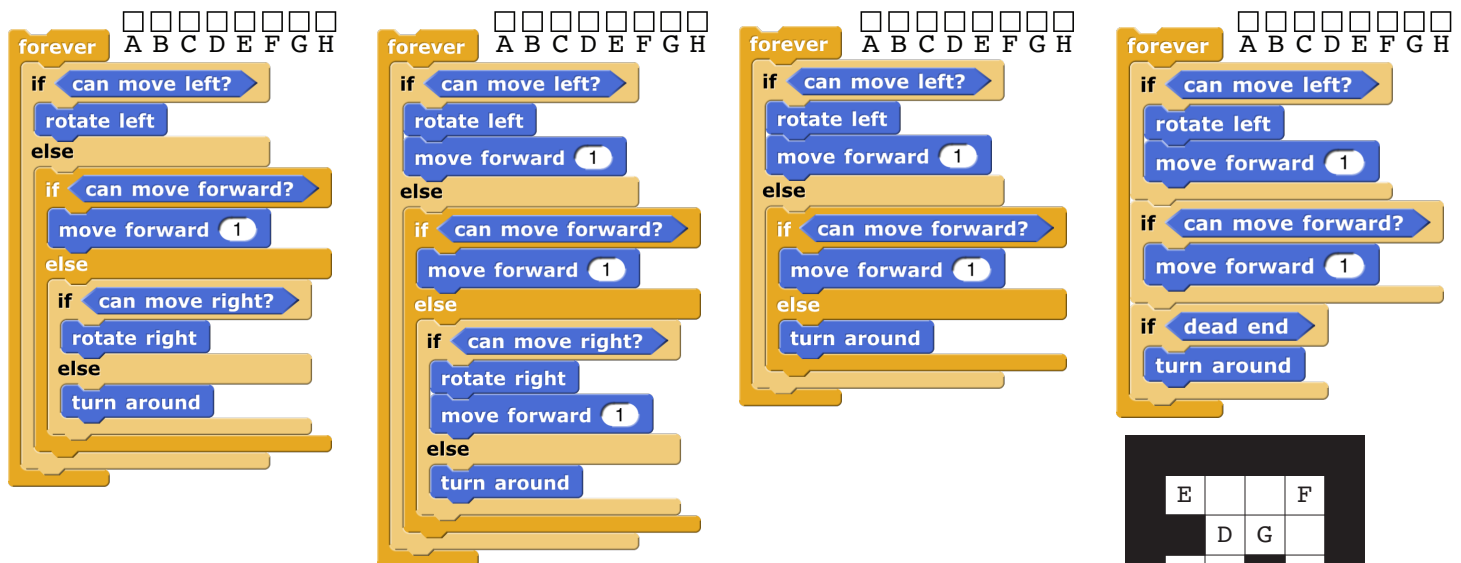 A B C D E F G H
forever
if can move left?
rotate left
else
if can move forward?
move forward 1
else
if can move right?
rotate right
else
turn around
A B C D E F G H
forever
if can move left?
rotate left
move forward 1
else
if can move forward?
move forward 1
else
if can move right?
rotate right
move forward 1
else
turn around
A B C D E F G H
forever
if can move left?
rotate left
move forward 1
else
if can move forward?
move forward 1
else
turn around
A B C D E F G H
forever
if can move left?
rotate left
move forward 1
if can move forward?
move forward 1
if dead end
turn around
E F
D G